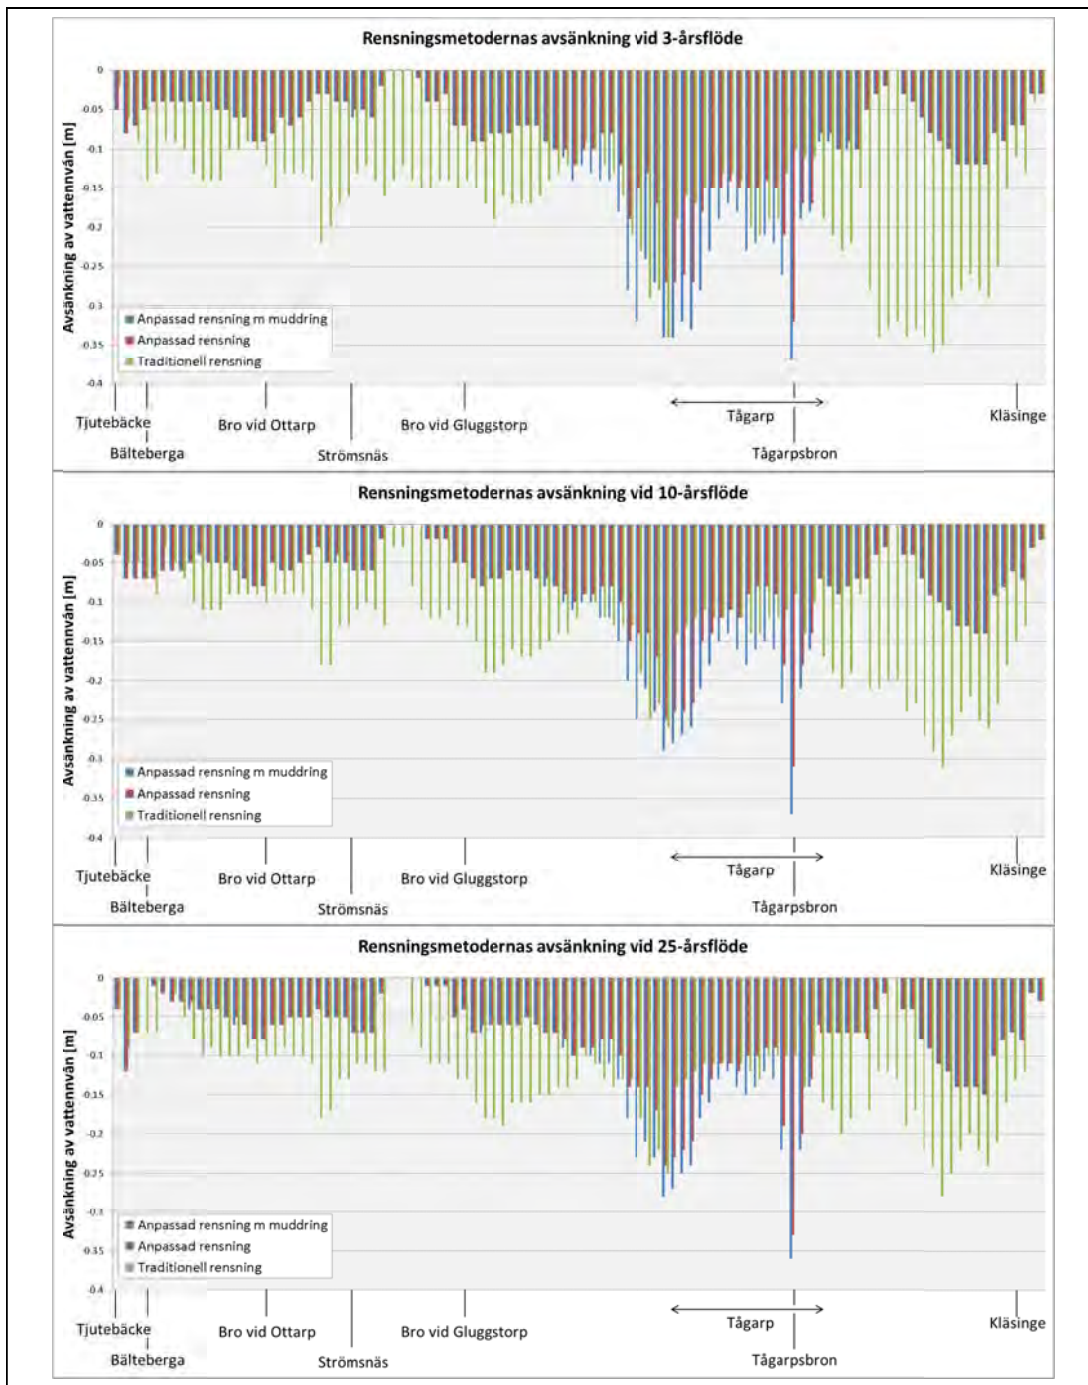 Rensningsmetodernas avsänkning vid 3-årsflöde
Avsänkning av vattennvån [m]
0
-0.05
-0.1
-0.15
-0.2
-0.25
-0.3
-0.35
-0.4
Anpassad rensning m muddring
Anpassad rensning
Traditionell rensning
Tjutebäcke
Bälteberga
Bro vid Ottarp
Strömsnäs
Bro vid Gluggstorp
Tågarp
Tågarpsbron
Kläsinge
Rensningsmetodernas avsänkning vid 10-årsflöde
Avsänkning av vattennvån [m]
0
-0.05
-0.1
-0.15
-0.2
-0.25
-0.3
-0.35
-0.4
Anpassad rensning m muddring
Anpassad rensning
Traditionell rensning
Tjutebäcke
Bälteberga
Bro vid Ottarp
Strömsnäs
Bro vid Gluggstorp
Tågarp
Tågarpsbron
Kläsinge
Rensningsmetodernas avsänkning vid 25-årsflöde
Avsänkning av vattennvån [m]
0
-0.05
-0.1
-0.15
-0.2
-0.25
-0.3
-0.35
-0.4
Anpassad rensning m muddring
Anpassad rensning
Traditionell rensning
Tjutebäcke
Bälteberga
Bro vid Ottarp
Strömsnäs
Bro vid Gluggstorp
Tågarp
Tågarpsbron
Kläsinge